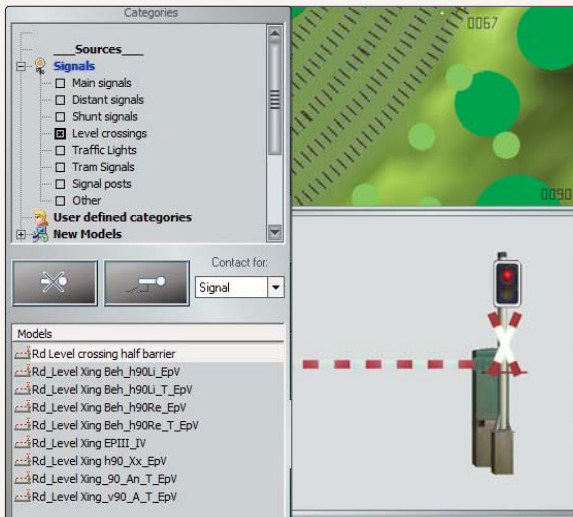 Categories
___Sources___
Signals
Main signals
Distant signals
Shunt signals
Level crossings
Traffic Lights
Tram Signals
Signal posts
Other
User defined categories
New Models
Contact for:
Signal
Models
Rd Level crossing half barrier
Rd_Level Xing Beh_h90Li_EpV
Rd_Level Xing Beh_h90Li_T_EpV
Rd_Level Xing Beh_h90Re_EpV
Rd_Level Xing Beh_h90Re_T_EpV
Rd_Level Xing EPIII_IV
Rd_Level Xing h90_Xx_EpV
Rd_Level Xing_90_An_T_EpV
Rd_Level Xing_v90_A_T_EpV
0067
0090